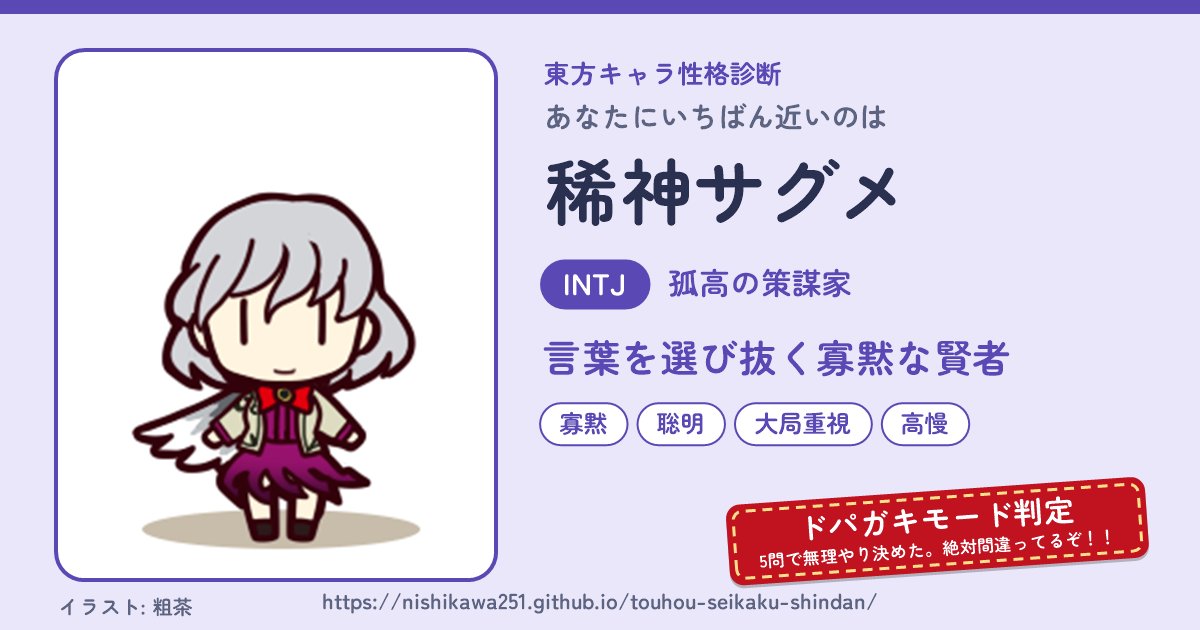 東方キャラ性格診断
あなたにいちばん近いのは
稀神サグメ
INTJ 孤高の策謀家
言葉を選び抜く寡黙な賢者
寡黙 聡明 大局重視 高慢
ドパガキモード判定
5問で無理やり決めた。絶対間違ってるぞ！！
イラスト: 粗茶
https://nishikawa251.github.io/touhou-seikaku-shindan/